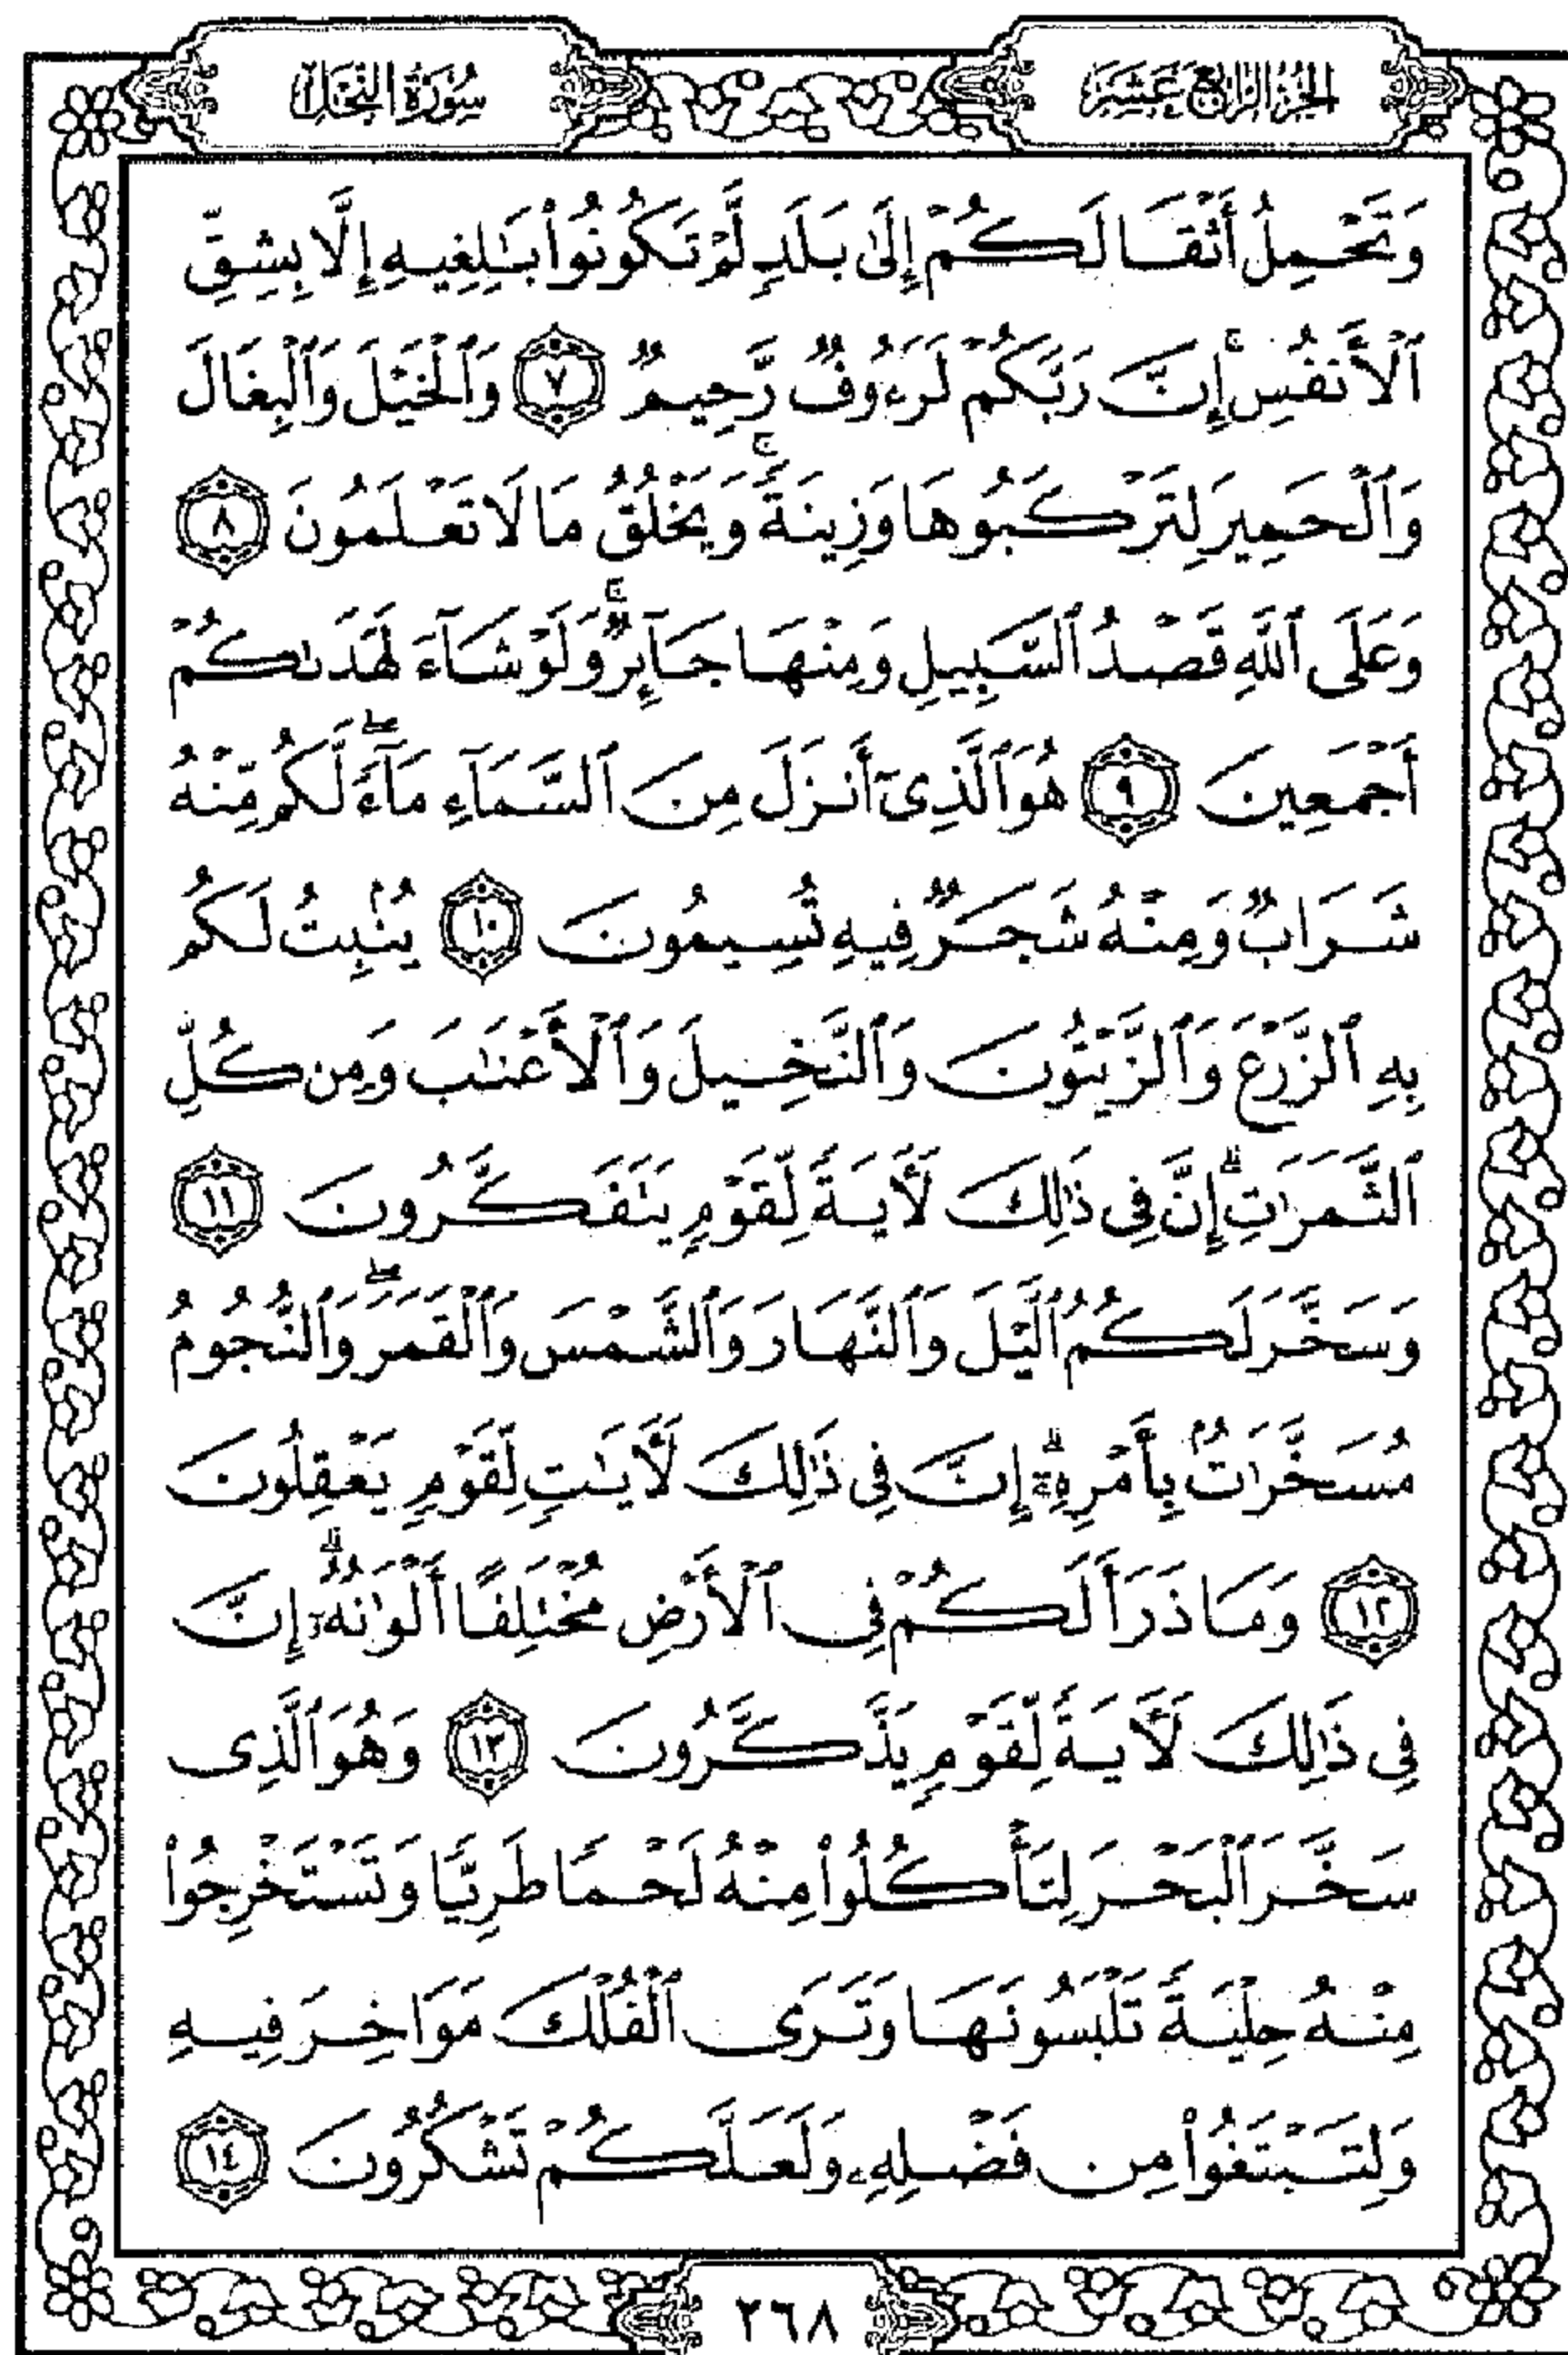 الجزء الرابع عشر
سورة النحل
وَتَحْمِلُ أَثْقَالَكُمْ إِلَىٰ بَلَدٍ لَّمْ تَكُونُوا۟ بَٰلِغِيهِ إِلَّا بِشِقِّ
ٱلْأَنفُسِ ۚ إِنَّ رَبَّكُمْ لَرَءُوفٌ رَّحِيمٌ ٧ وَٱلْخَيْلَ وَٱلْبِغَالَ
وَٱلْحَمِيرَ لِتَرْكَبُوهَا وَزِينَةً ۚ وَيَخْلُقُ مَا لَا تَعْلَمُونَ ٨
وَعَلَى ٱللَّهِ قَصْدُ ٱلسَّبِيلِ وَمِنْهَا جَآئِرٌ ۚ وَلَوْ شَآءَ لَهَدَىٰكُمْ
أَجْمَعِينَ ٩ هُوَ ٱلَّذِىٓ أَنزَلَ مِنَ ٱلسَّمَآءِ مَآءً ۖ لَّكُم مِّنْهُ
شَرَابٌ وَمِنْهُ شَجَرٌ فِيهِ تُسِيمُونَ ١٠ يُنۢبِتُ لَكُم
بِهِ ٱلزَّرْعَ وَٱلزَّيْتُونَ وَٱلنَّخِيلَ وَٱلْأَعْنَٰبَ وَمِن كُلِّ
ٱلثَّمَرَٰتِ ۗ إِنَّ فِى ذَٰلِكَ لَءَايَةً لِّقَوْمٍ يَتَفَكَّرُونَ ١١
وَسَخَّرَ لَكُمُ ٱلَّيْلَ وَٱلنَّهَارَ وَٱلشَّمْسَ وَٱلْقَمَرَ ۖ وَٱلنُّجُومُ
مُسَخَّرَٰتٌۢ بِأَمْرِهِۦٓ ۗ إِنَّ فِى ذَٰلِكَ لَءَايَٰتٍ لِّقَوْمٍ يَعْقِلُونَ
١٢ وَمَا ذَرَأَ لَكُمْ فِى ٱلْأَرْضِ مُخْتَلِفًا أَلْوَٰنُهُۥٓ ۗ إِنَّ
فِى ذَٰلِكَ لَءَايَةً لِّقَوْمٍ يَذَّكَّرُونَ ١٣ وَهُوَ ٱلَّذِى
سَخَّرَ ٱلْبَحْرَ لِتَأْكُلُوا۟ مِنْهُ لَحْمًا طَرِيًّا وَتَسْتَخْرِجُوا۟
مِنْهُ حِلْيَةً تَلْبَسُونَهَا وَتَرَى ٱلْفُلْكَ مَوَاخِرَ فِيهِ
وَلِتَبْتَغُوا۟ مِن فَضْلِهِۦ وَلَعَلَّكُمْ تَشْكُرُونَ ١٤
٢٦٨